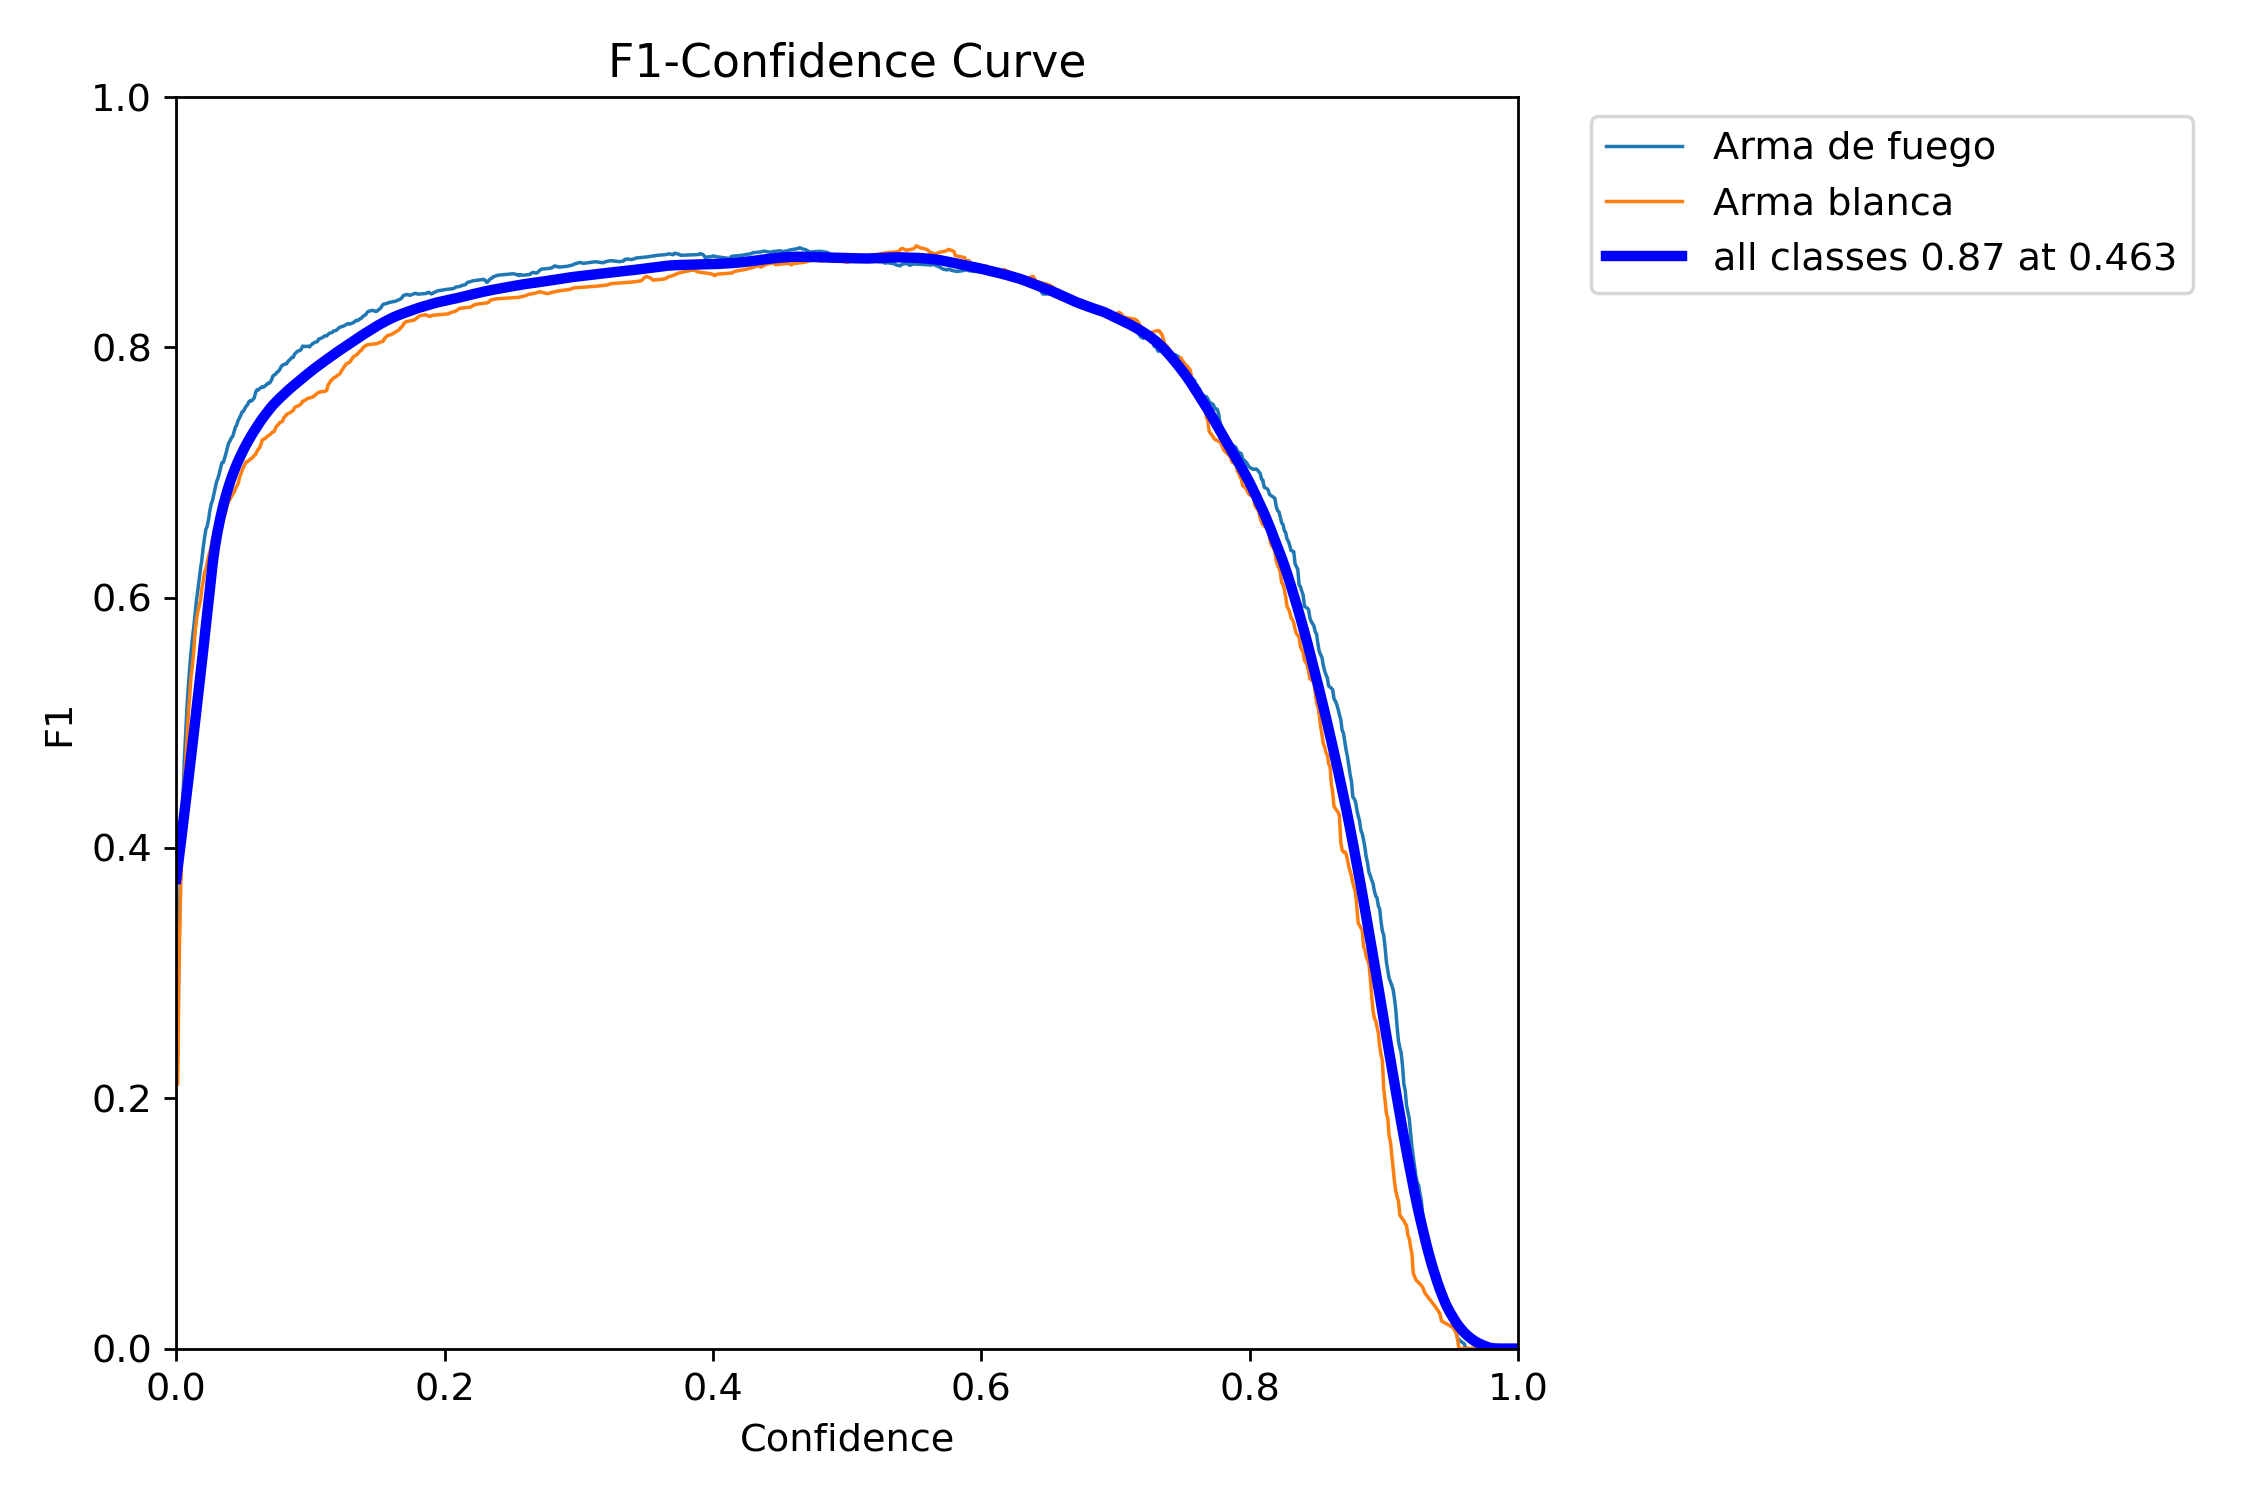 F1-Confidence Curve
1.0
0.8
0.6
0.4
0.2
0.0
F1
0.0 0.2 0.4 0.6 0.8 1.0
Confidence
Arma de fuego
Arma blanca
all classes 0.87 at 0.463